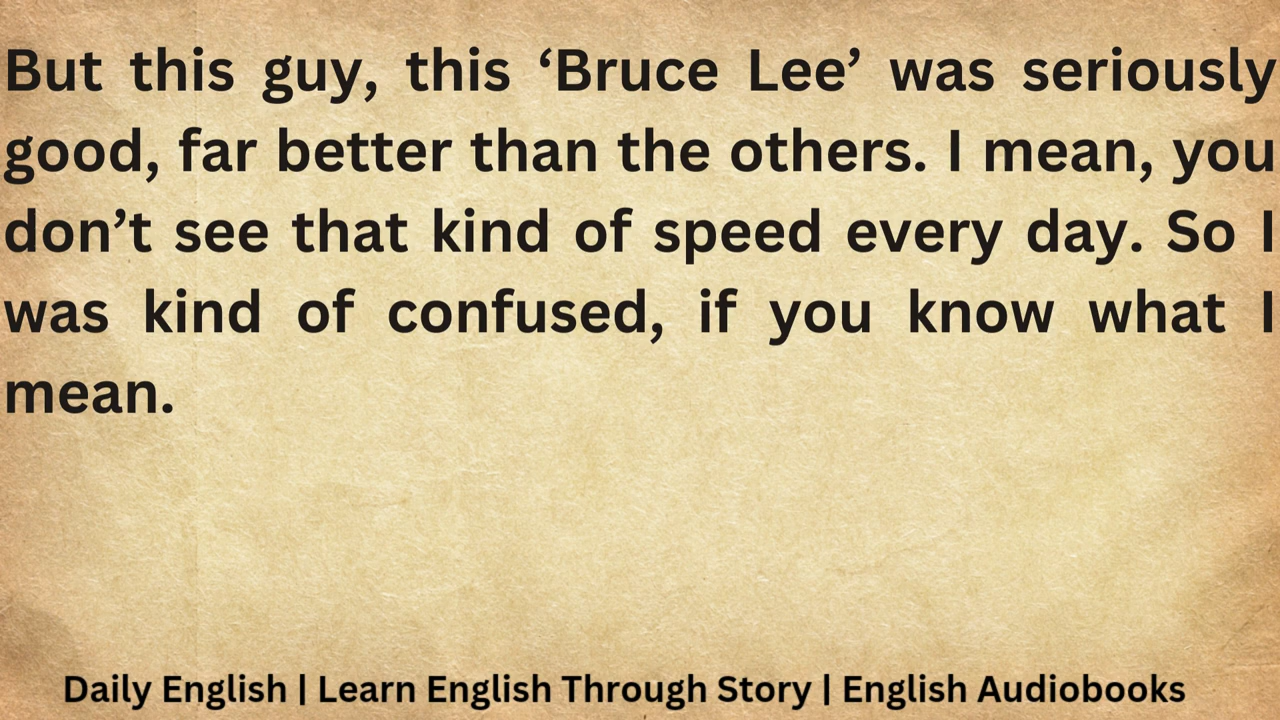 But this guy, this ‘Bruce Lee’ was seriously
good, far better than the others. I mean, you
don’t see that kind of speed every day. So I
was kind of confused, if you know what I
mean.
Daily English | Learn English Through Story | English Audiobooks